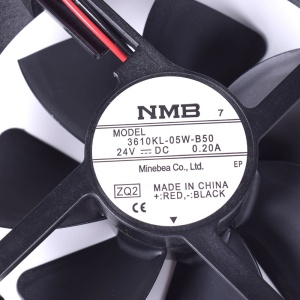 NMB 7
MODEL
3610KL-05W-B50
24V ⎓ DC 0.20A
Minebea Co., Ltd.
EP
ZQ2 MADE IN CHINA
+:RED,-:BLACK